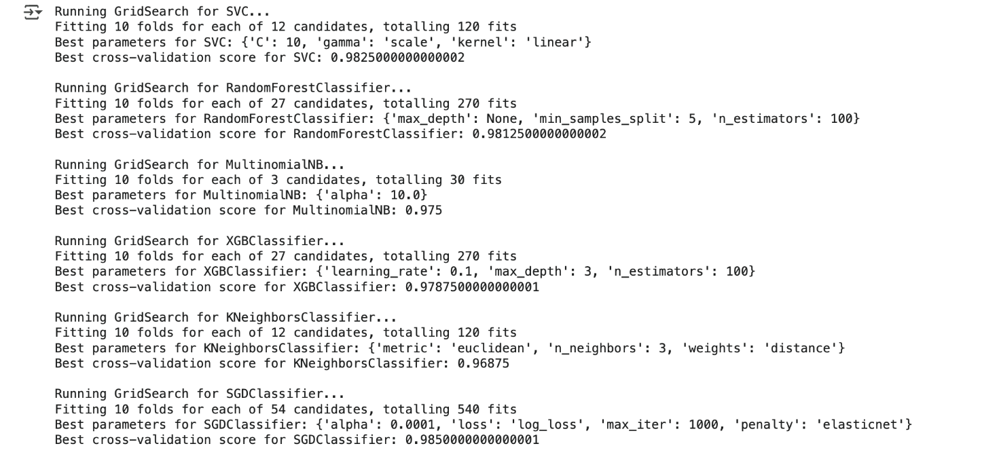 Running GridSearch for SVC...
Fitting 10 folds for each of 12 candidates, totalling 120 fits
Best parameters for SVC: {'C': 10, 'gamma': 'scale', 'kernel': 'linear'}
Best cross-validation score for SVC: 0.9825000000000002
Running GridSearch for RandomForestClassifier...
Fitting 10 folds for each of 27 candidates, totalling 270 fits
Best parameters for RandomForestClassifier: {'max_depth': None, 'min_samples_split': 5, 'n_estimators': 100}
Best cross-validation score for RandomForestClassifier: 0.9812500000000002
Running GridSearch for MultinomialNB...
Fitting 10 folds for each of 3 candidates, totalling 30 fits
Best parameters for MultinomialNB: {'alpha': 10.0}
Best cross-validation score for MultinomialNB: 0.975
Running GridSearch for XGBClassifier...
Fitting 10 folds for each of 27 candidates, totalling 270 fits
Best parameters for XGBClassifier: {'learning_rate': 0.1, 'max_depth': 3, 'n_estimators': 100}
Best cross-validation score for XGBClassifier: 0.9787500000000001
Running GridSearch for KNeighborsClassifier...
Fitting 10 folds for each of 12 candidates, totalling 120 fits
Best parameters for KNeighborsClassifier: {'metric': 'euclidean', 'n_neighbors': 3, 'weights': 'distance'}
Best cross-validation score for KNeighborsClassifier: 0.96875
Running GridSearch for SGDClassifier...
Fitting 10 folds for each of 54 candidates, totalling 540 fits
Best parameters for SGDClassifier: {'alpha': 0.0001, 'loss': 'log_loss', 'max_iter': 1000, 'penalty': 'elasticnet'}
Best cross-validation score for SGDClassifier: 0.9850000000000001